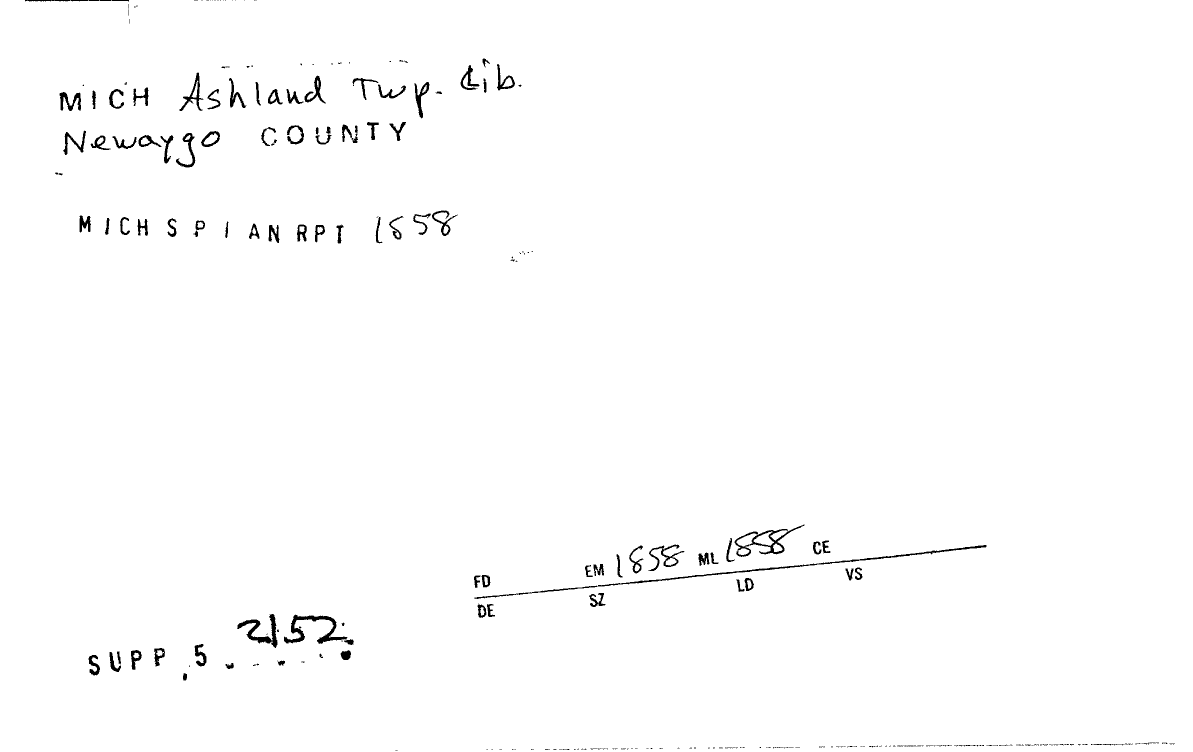 MICH Ashland Twp. Lib.
Newaygo COUNTY
MICH S P I AN RPT 1858
FD EM 1858 ML 1858 CE
DE SZ LD VS
SUPP, 5 2152